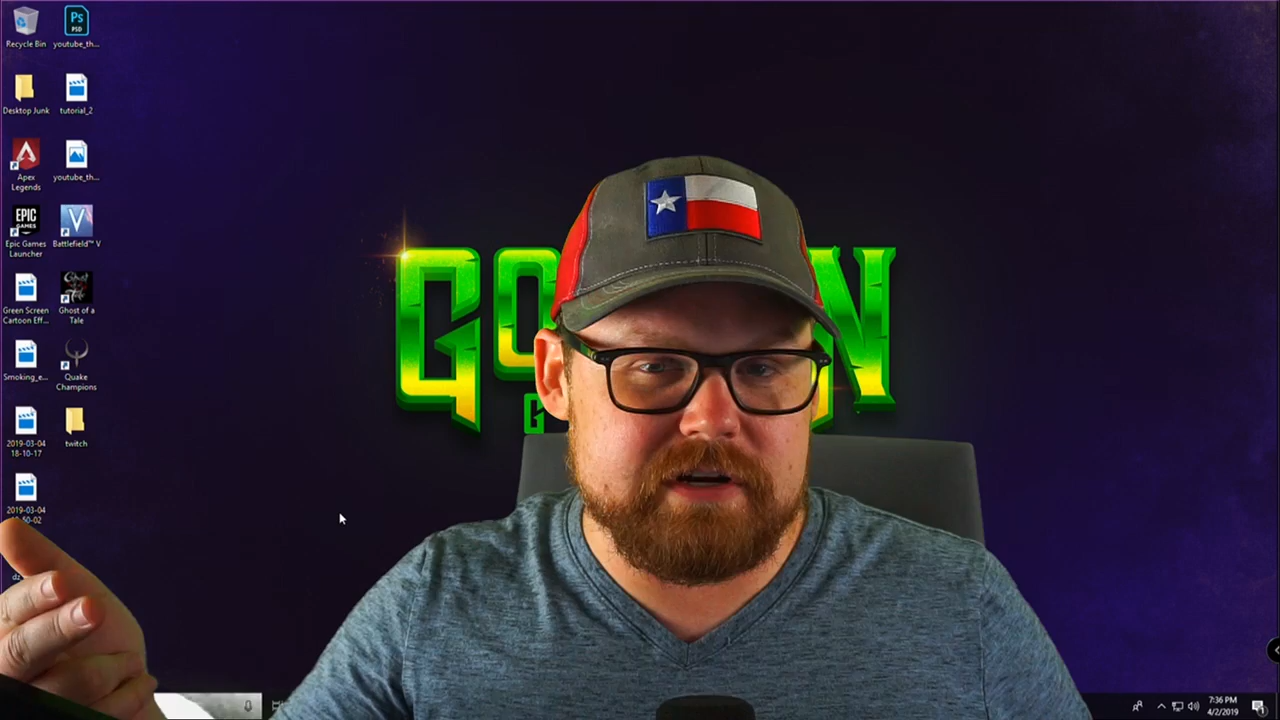 Recycle Bin
youtube_th...
Desktop Junk
tutorial_2
Apex
Legends
youtube_th...
EPIC
GAMES
Epic Games
Launcher
Battlefield™ V
Green Screen
Cartoon Eff...
Ghost of a
Tale
Smoking_e...
Quake
Champions
2019-03-04
18-10-17
twitch
2019-03-04
Ps
PSD
7:36 PM
4/2/2019